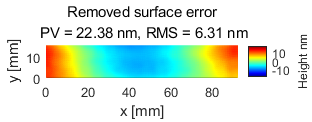 Removed surface error
PV = 22.38 nm, RMS = 6.31 nm
y [mm]
10
0
0 20 40 60 80
x [mm]
10
0
-10
Height nm